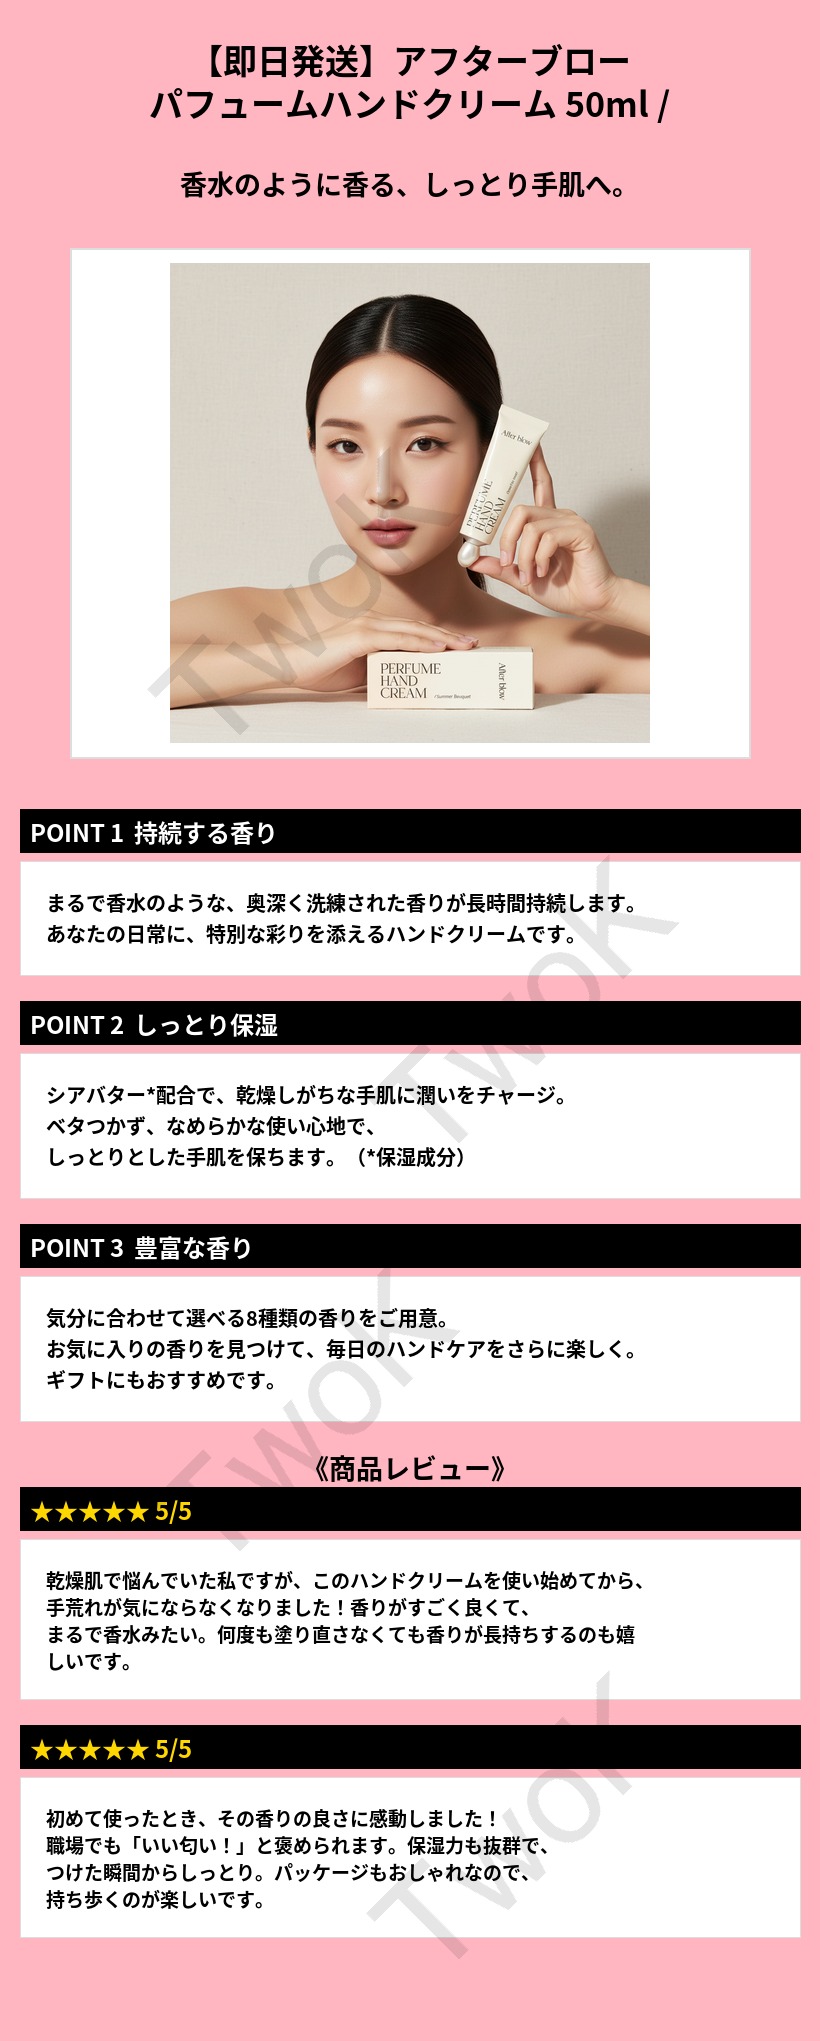 【即日発送】アフターブロー
パフュームハンドクリーム 50ml /
香水のように香る、しっとり手肌へ。
After blow
PERFUME
HAND
CREAM
PERFUME
HAND
CREAM /Summer Bouquet
After blow
TwoK
POINT 1 持続する香り
まるで香水のような、奥深く洗練された香りが長時間持続します。
あなたの日常に、特別な彩りを添えるハンドクリームです。
TwoK
POINT 2 しっとり保湿
シアバター*配合で、乾燥しがちな手肌に潤いをチャージ。
ベタつかず、なめらかな使い心地で、
しっとりとした手肌を保ちます。（*保湿成分）
POINT 3 豊富な香り
気分に合わせて選べる8種類の香りをご用意。
お気に入りの香りを見つけて、毎日のハンドケアをさらに楽しく。
ギフトにもおすすめです。
TwoK
《商品レビュー》
★★★★★ 5/5
乾燥肌で悩んでいた私ですが、このハンドクリームを使い始めてから、
手荒れが気にならなくなりました！香りがすごく良くて、
まるで香水みたい。何度も塗り直さなくても香りが長持ちするのも嬉
しいです。
★★★★★ 5/5
初めて使ったとき、その香りの良さに感動しました！
職場でも「いい匂い！」と褒められます。保湿力も抜群で、
つけた瞬間からしっとり。パッケージもおしゃれなので、
持ち歩くのが楽しいです。
TwoK